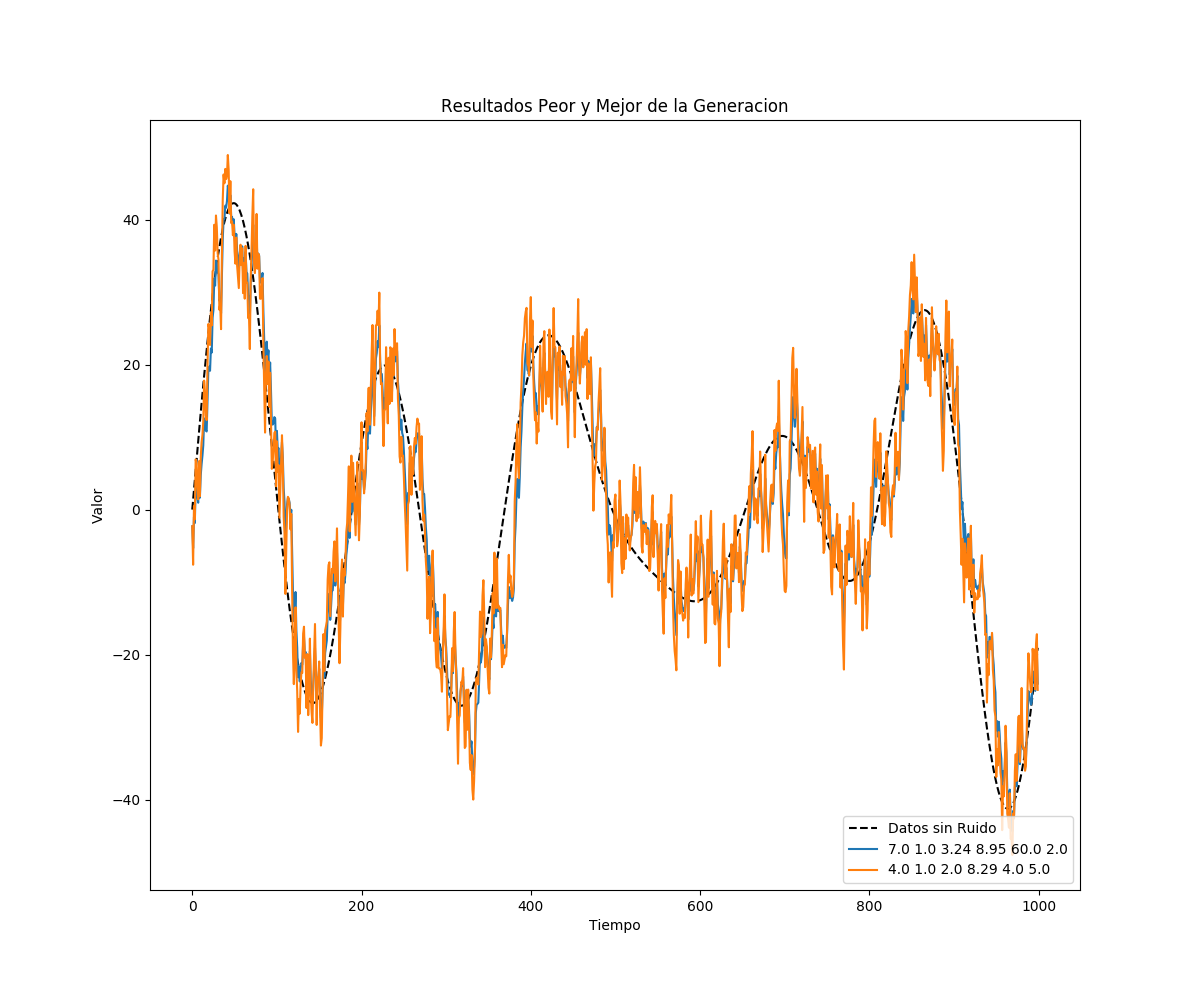 Resultados Peor y Mejor de la Generacion
Valor
40
20
0
−20
−40
0 200 400 600 800 1000
Tiempo
Datos sin Ruido
7.0 1.0 3.24 8.95 60.0 2.0
4.0 1.0 2.0 8.29 4.0 5.0